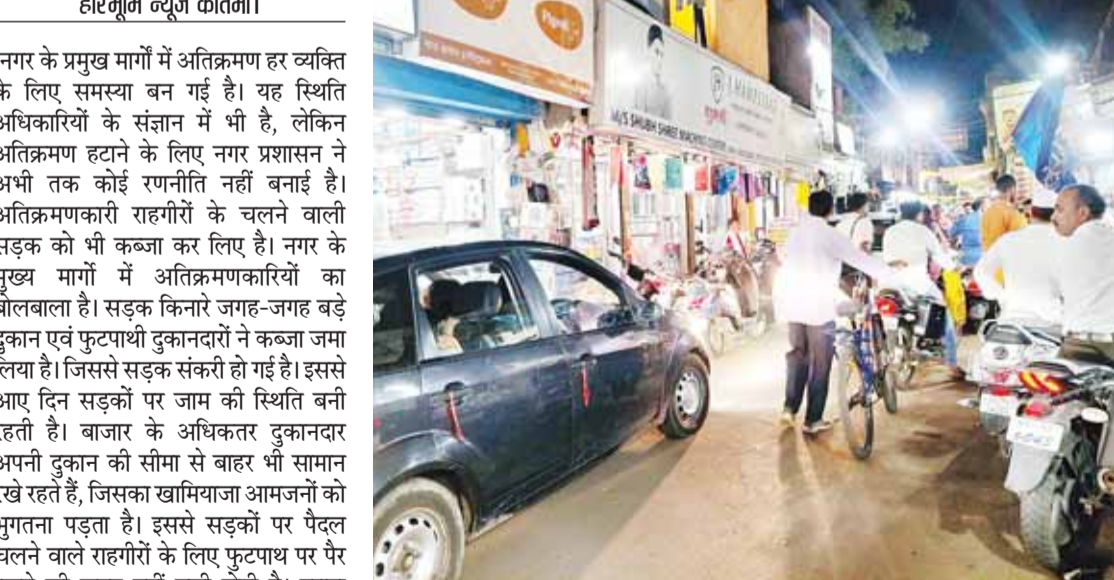 हरिभूमि न्यूज कोतमा।
नगर के प्रमुख मार्गों में अतिक्रमण हर व्यक्ति
के लिए समस्या बन गई है। यह स्थिति
अधिकारियों के संज्ञान में भी है, लेकिन
अतिक्रमण हटाने के लिए नगर प्रशासन ने
अभी तक कोई रणनीति नहीं बनाई है।
अतिक्रमणकारी राहगीरों के चलने वाली
सड़क को भी कब्जा कर लिए है। नगर के
मुख्य मार्गो में अतिक्रमणकारियों का
बोलबाला है। सड़क किनारे जगह-जगह बड़े
दुकान एवं फुटपाथी दुकानदारों ने कब्जा जमा
लिया है। जिससे सड़क संकरी हो गई है। इससे
आए दिन सड़कों पर जाम की स्थिति बनी
रहती है। बाजार के अधिकतर दुकानदार
अपनी दुकान की सीमा से बाहर भी सामान
रखे रहते हैं, जिसका खामियाजा आमजनों को
भुगतना पड़ता है। इससे सड़कों पर पैदल
चलने वाले राहगीरों के लिए फुटपाथ पर पैर
M/S SHUBH SHREE MACHINERY